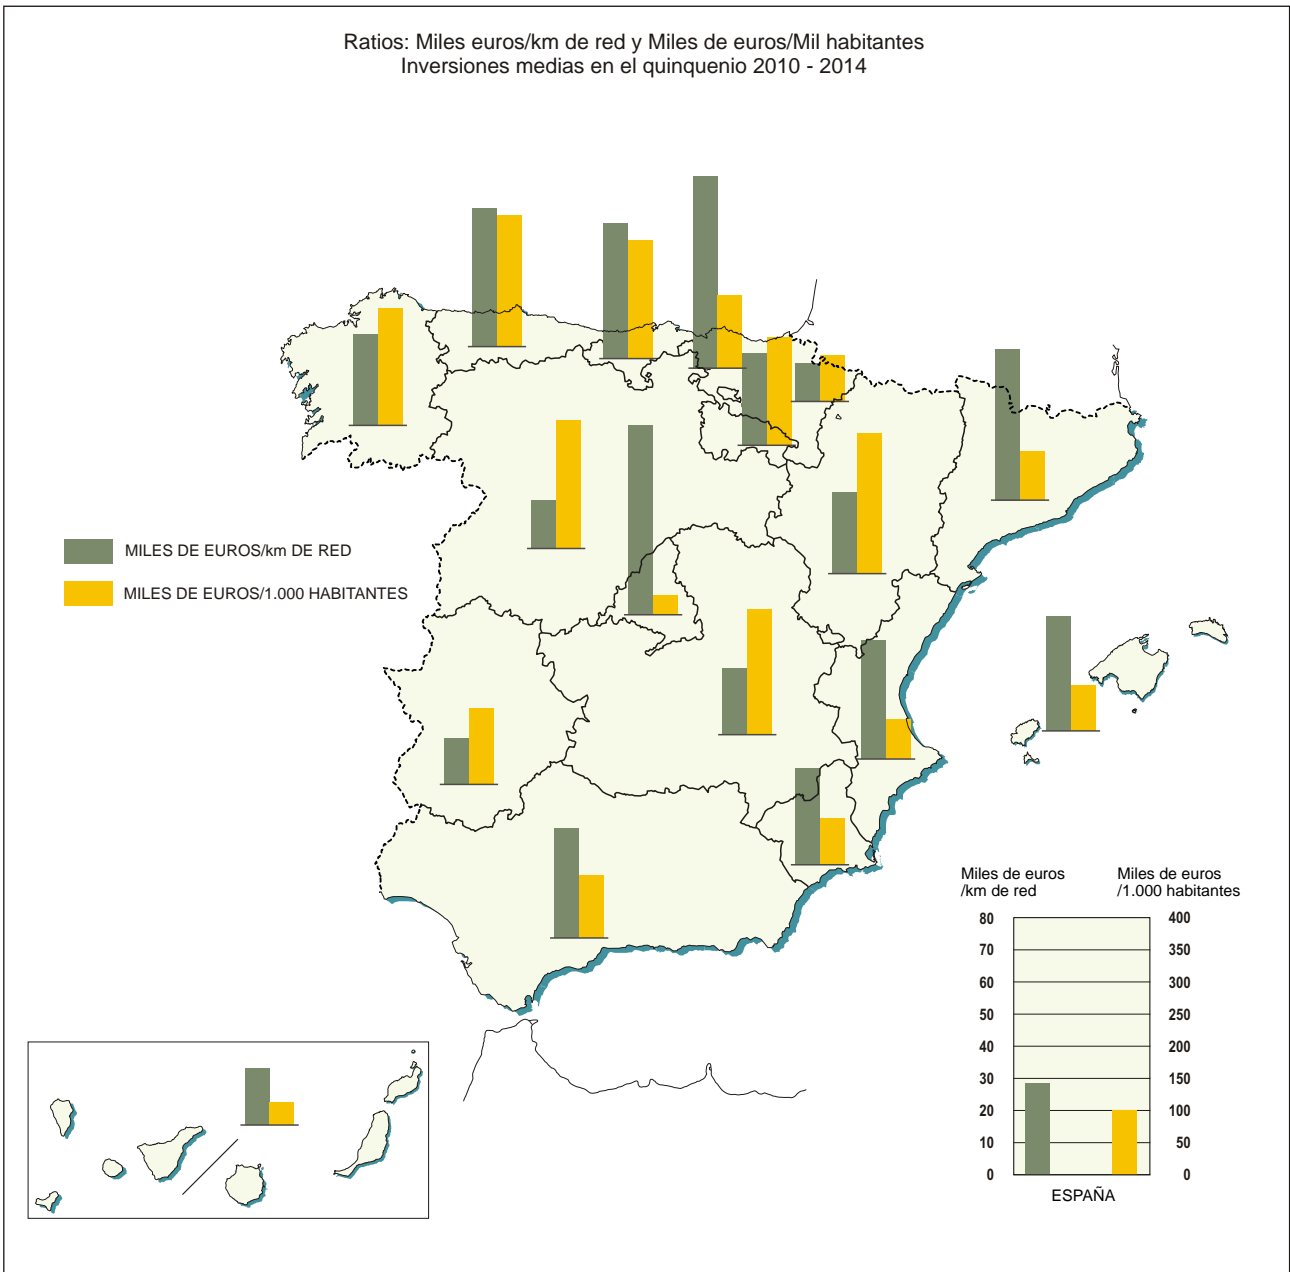 Ratios: Miles euros/km de red y Miles de euros/Mil habitantes
Inversiones medias en el quinquenio 2010 - 2014
MILES DE EUROS/km DE RED
MILES DE EUROS/1.000 HABITANTES
Miles de euros
/km de red
Miles de euros
/1.000 habitantes
80 400
70 350
60 300
50 250
40 200
30 150
20 100
10 50
0 0
ESPAÑA